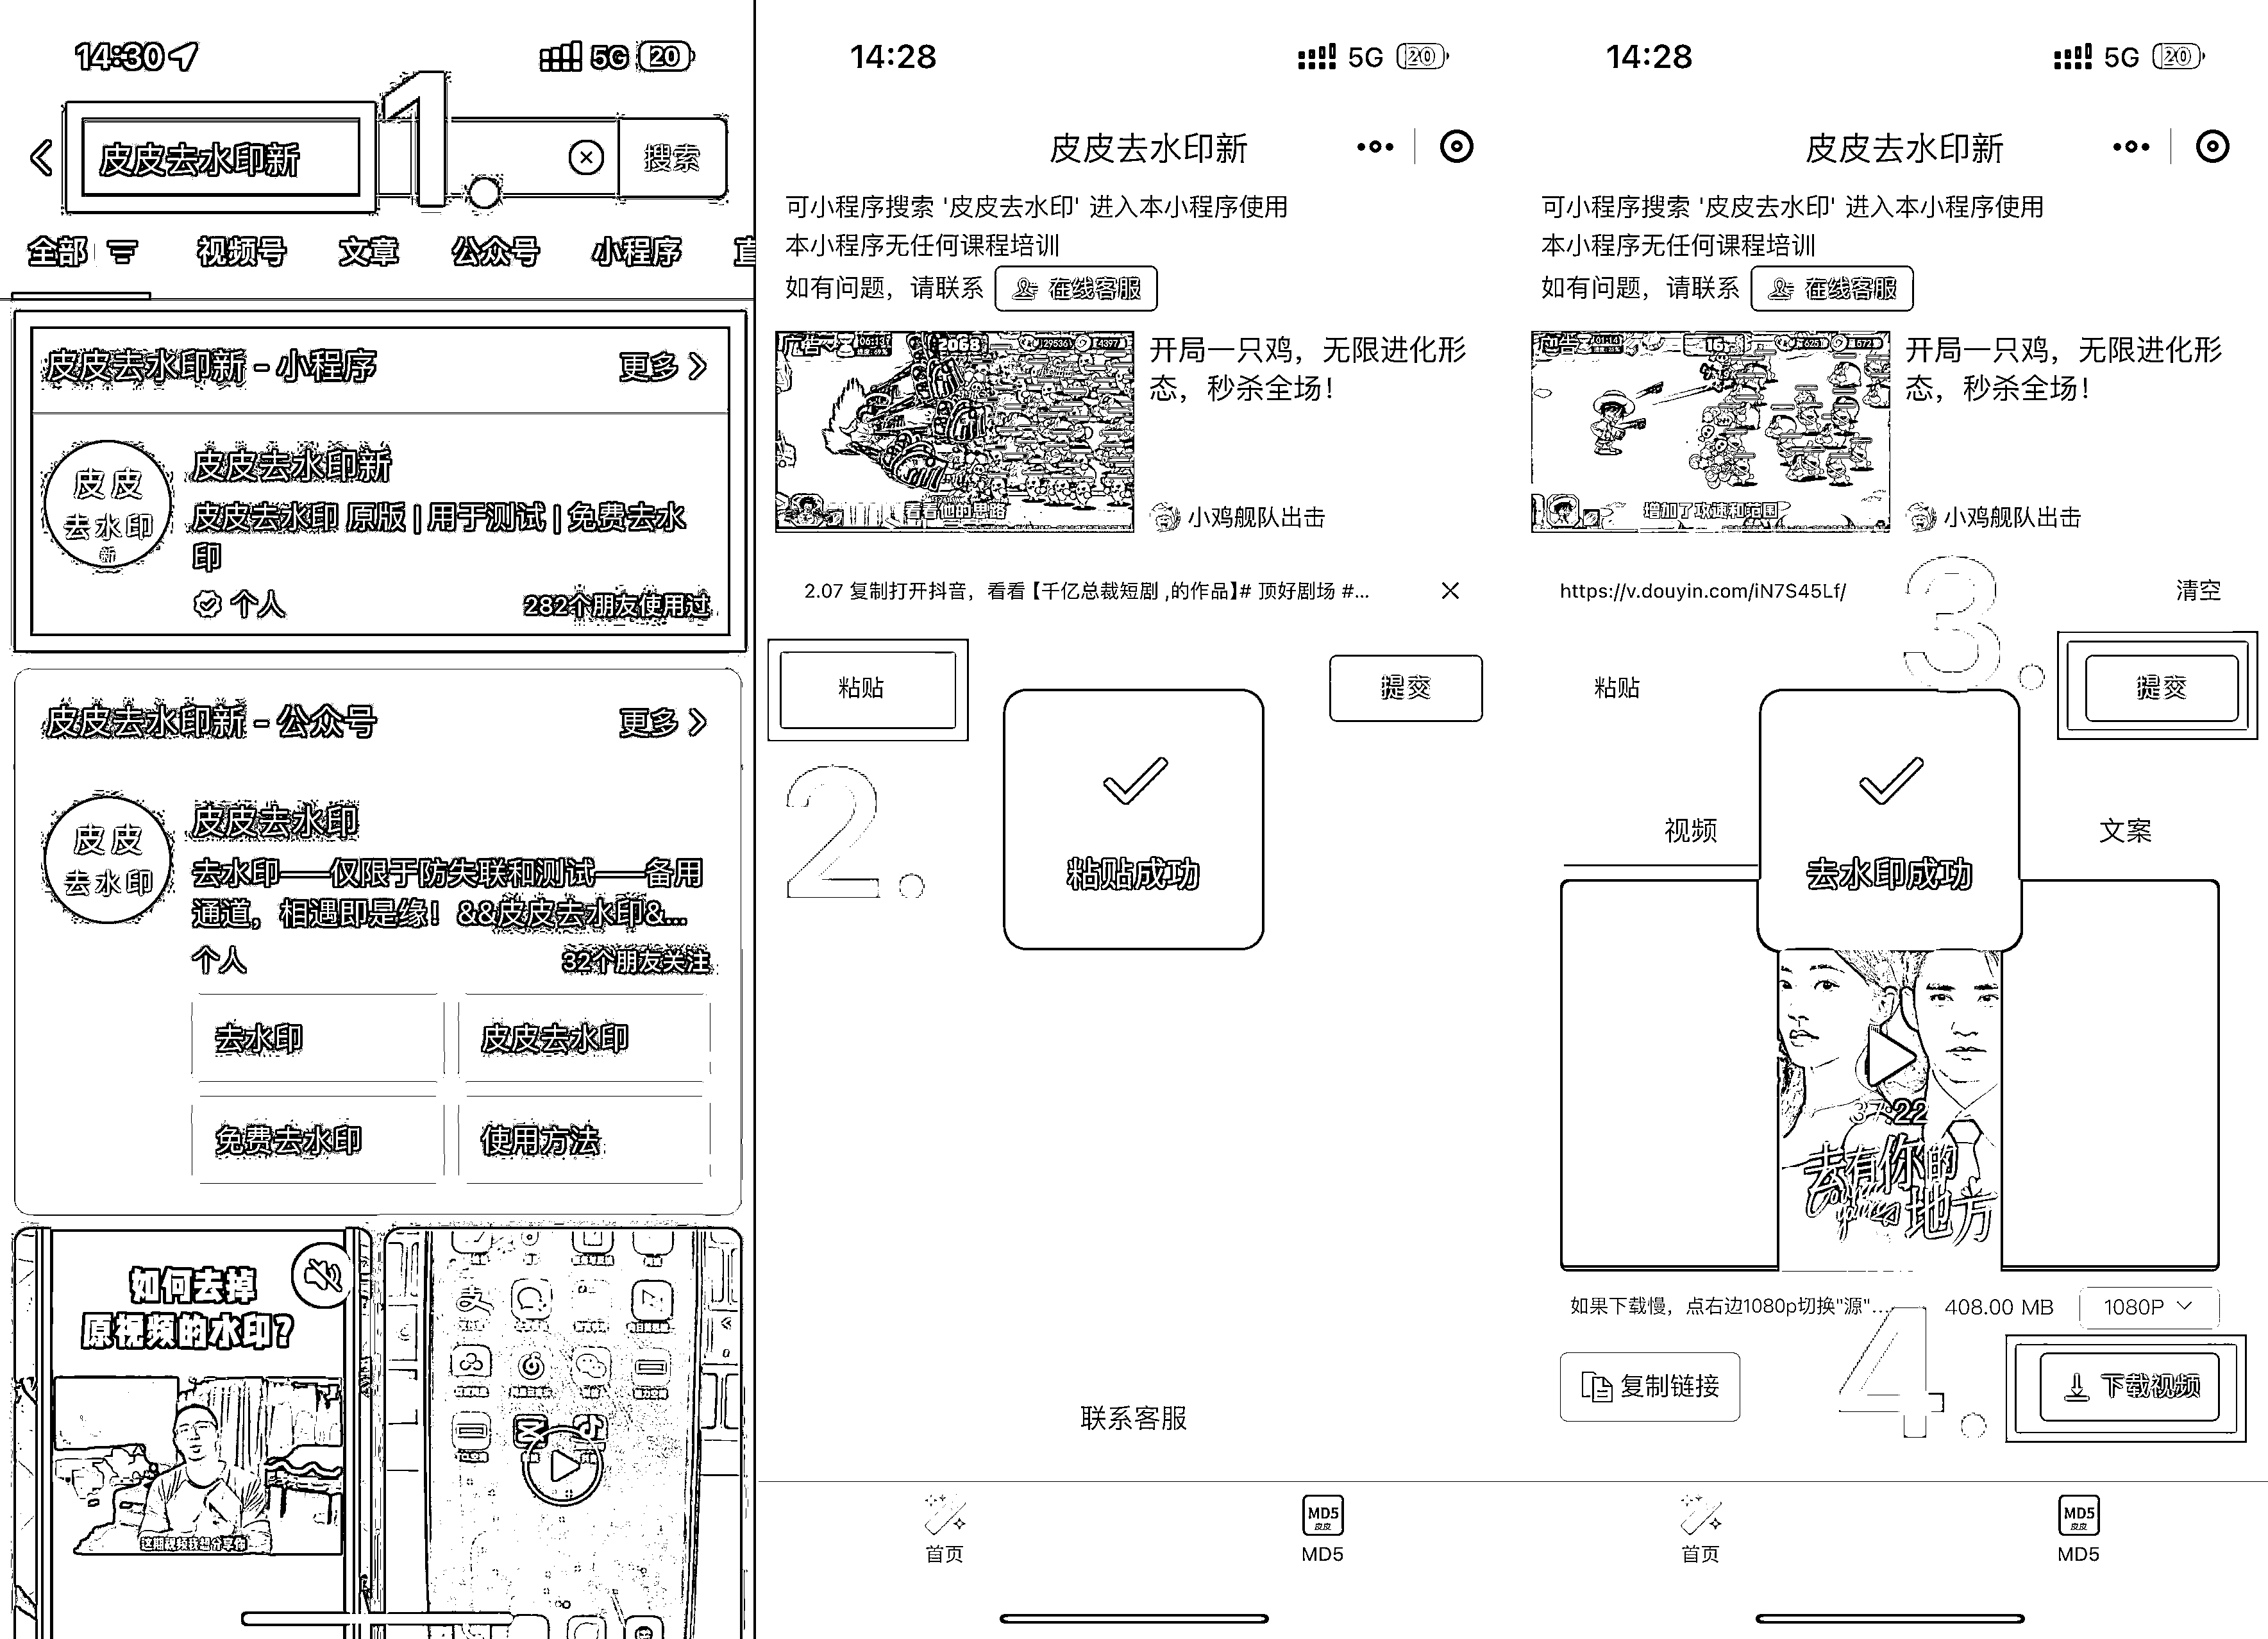 14:30
5G 20
1.
皮皮去水印新
搜索
全部
视频号
文章
公众号
小程序
皮皮去水印新 - 小程序
更多
皮皮
去水印
新
皮皮去水印新
皮皮去水印 原版 | 用于测试 | 免费去水
印
个人
282个朋友使用过
皮皮去水印新 - 公众号
更多
皮皮
去水印
皮皮去水印
去水印——仅限于防失联和测试——备用
通道，相遇即是缘！&&皮皮去水印&...
个人
32个朋友关注
去水印
皮皮去水印
免费去水印
使用方法
如何去掉
原视频的水印?
14:28
5G 20
皮皮去水印新
可小程序搜索 '皮皮去水印' 进入本小程序使用
本小程序无任何课程培训
如有问题，请联系
在线客服
广告
2068
看看他的思路
开局一只鸡，无限进化形
态，秒杀全场！
小鸡舰队出击
2.07 复制打开抖音，看看【千亿总裁短剧 ,的作品】# 顶好剧场 #...
粘贴
提交
2.
粘贴成功
联系客服
首页
MD5
皮皮
MD5
14:28
5G 20
皮皮去水印新
可小程序搜索 '皮皮去水印' 进入本小程序使用
本小程序无任何课程培训
如有问题，请联系
在线客服
增加了攻速和范围
开局一只鸡，无限进化形
态，秒杀全场！
小鸡舰队出击
https://v.douyin.com/iN7S45Lf/
清空
3.
粘贴
提交
视频
文案
去水印成功
37:22
去有你的
地方
如果下载慢，点右边1080p切换"源"...
408.00 MB
1080P
4.
复制链接
下载视频
首页
MD5
皮皮
MD5